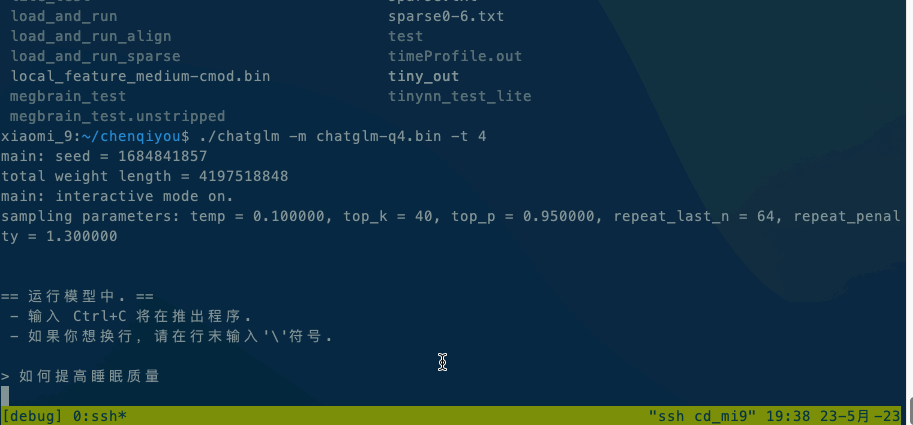 load_and_run sparse0-6.txt
load_and_run_align test
load_and_run_sparse timeProfile.out
local_feature_medium-cmod.bin tiny_out
megbrain_test tinynn_test_lite
megbrain_test.unstripped
xiaomi_9:~/chenqiyou$ ./chatglm -m chatglm-q4.bin -t 4
main: seed = 1684841857
total weight length = 4197518848
main: interactive mode on.
sampling parameters: temp = 0.100000, top_k = 40, top_p = 0.950000, repeat_last_n = 64, repeat_penal
ty = 1.300000
== 运行模型中. ==
- 输入 Ctrl+C 将在推出程序.
- 如果你想换行, 请在行末输入'\'符号.
> 如何提高睡眠质量
[debug] 0:ssh* "ssh cd_mi9" 19:38 23-5月-23